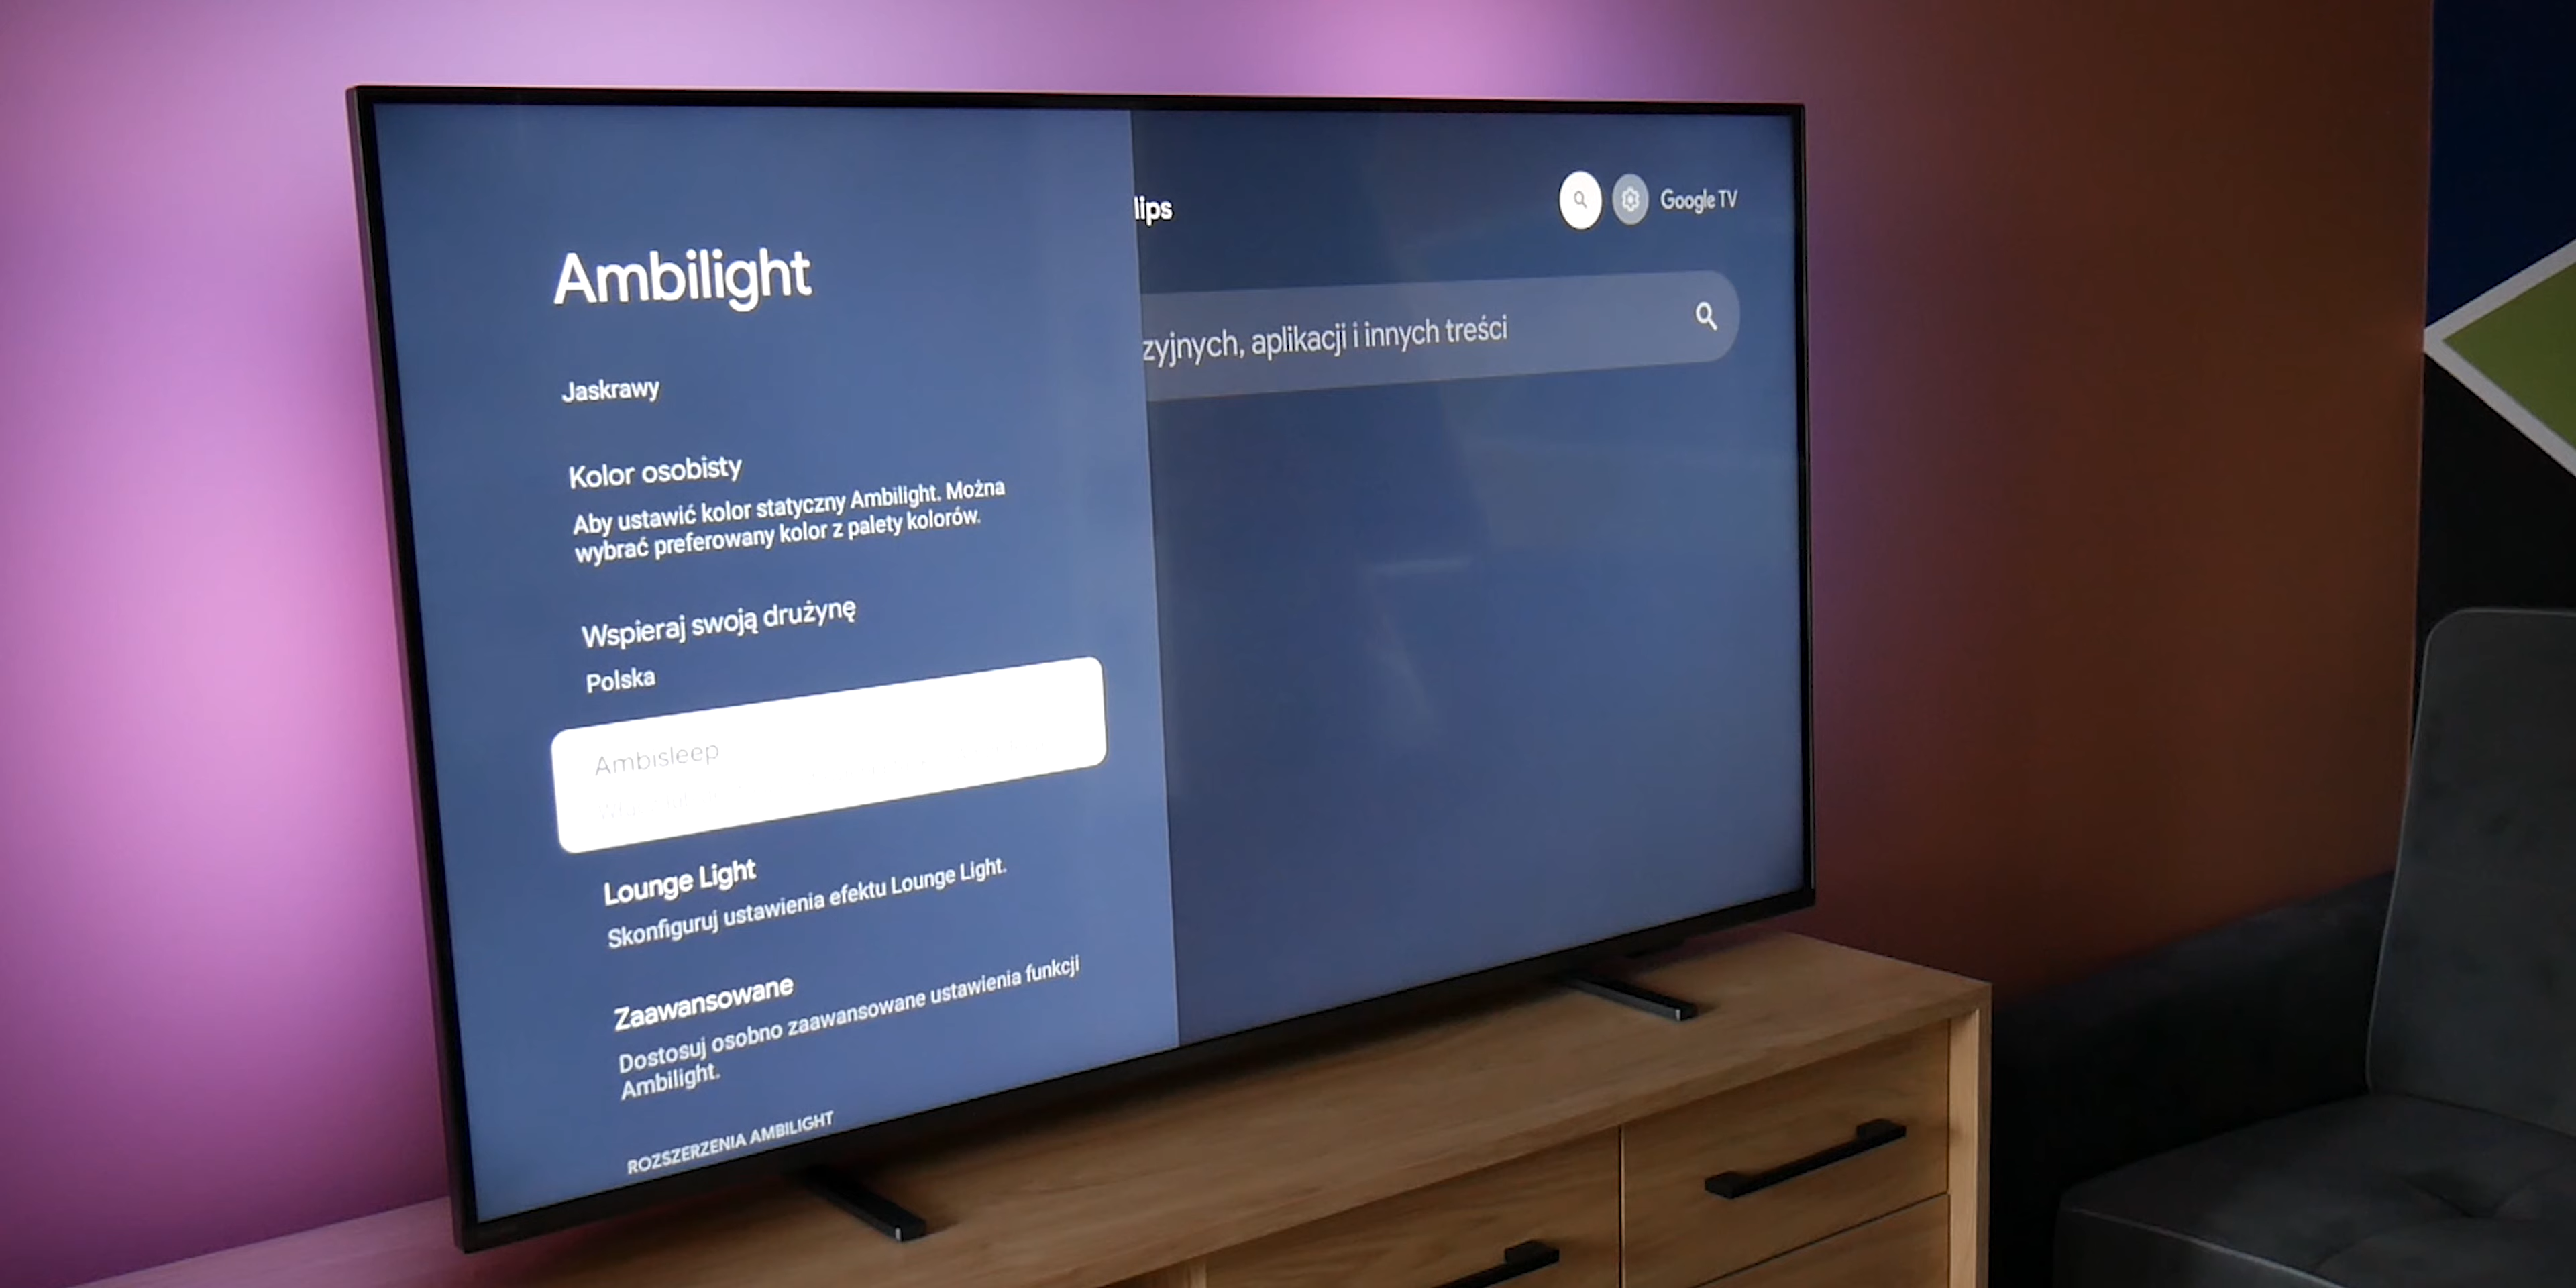 Ambilight
Jaskrawy
Kolor osobisty
Aby ustawić kolor statyczny Ambilight. Można
wybrać preferowany kolor z palety kolorów.
Wspieraj swoją drużynę
Polska
Ambisleep
Lounge Light
Skonfiguruj ustawienia efektu Lounge Light.
Zaawansowane
Dostosuj osobno zaawansowane ustawienia funkcji
Ambilight.
ROZSZERZENIA AMBILIGHT
lips
Google TV
zyjnych, aplikacji i innych treści